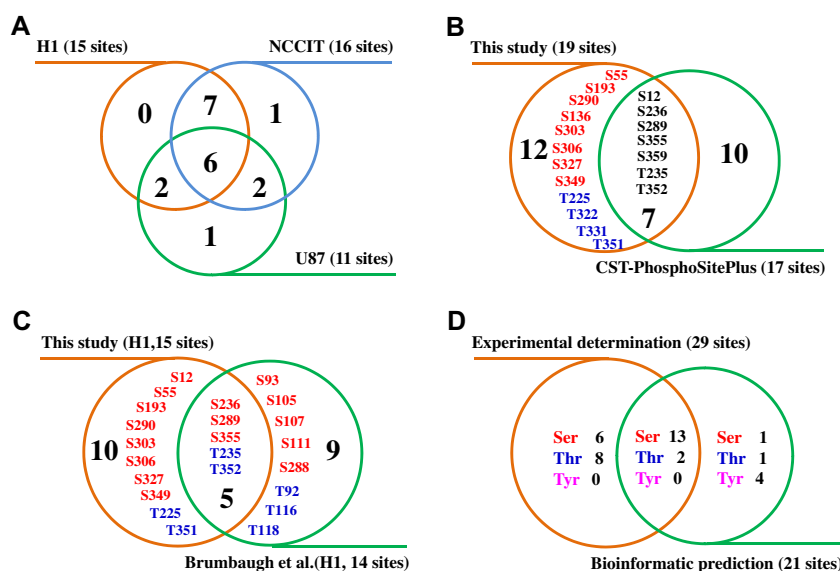 A
H1 (15 sites)
NCCIT (16 sites)
0
7
1
6
2
2
1
U87 (11 sites)
B
This study (19 sites)
S55
S193
S290
S136
S303
S306
S327
S349
T225
T322
T331
T351
12
S12
S236
S289
S355
S359
T235
T352
7
10
CST-PhosphoSitePlus (17 sites)
C
This study (H1,15 sites)
S12
S55
S193
S290
S303
S306
S327
S349
T225
T351
10
S236
S289
S355
T235
T352
5
S93
S105
S107
S111
S288
T92
T116
T118
9
Brumbaugh et al.(H1, 14 sites)
D
Experimental determination (29 sites)
Ser 6
Thr 8
Tyr 0
Ser 13
Thr 2
Tyr 0
Ser 1
Thr 1
Tyr 4
Bioinformatic prediction (21 sites)